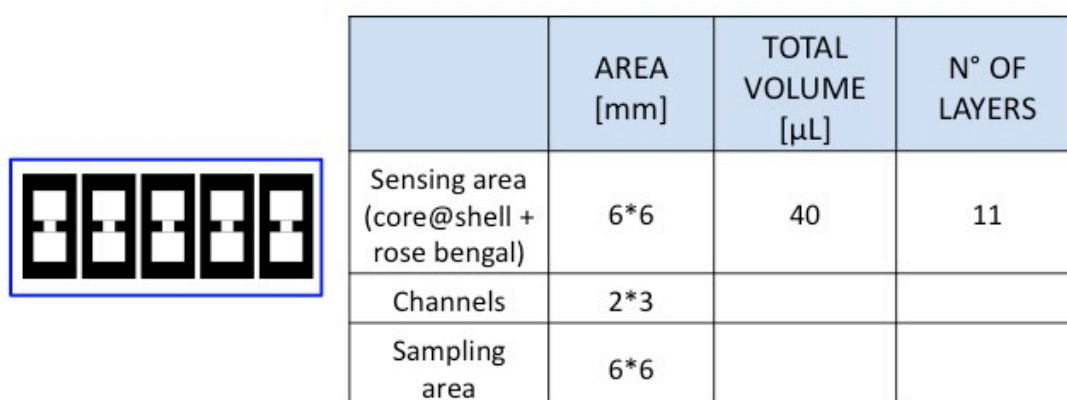 AREA
[mm]
TOTAL
VOLUME
[µL]
N° OF
LAYERS
Sensing area
(core@shell +
rose bengal)
6*6
40
11
Channels
2*3
Sampling
area
6*6